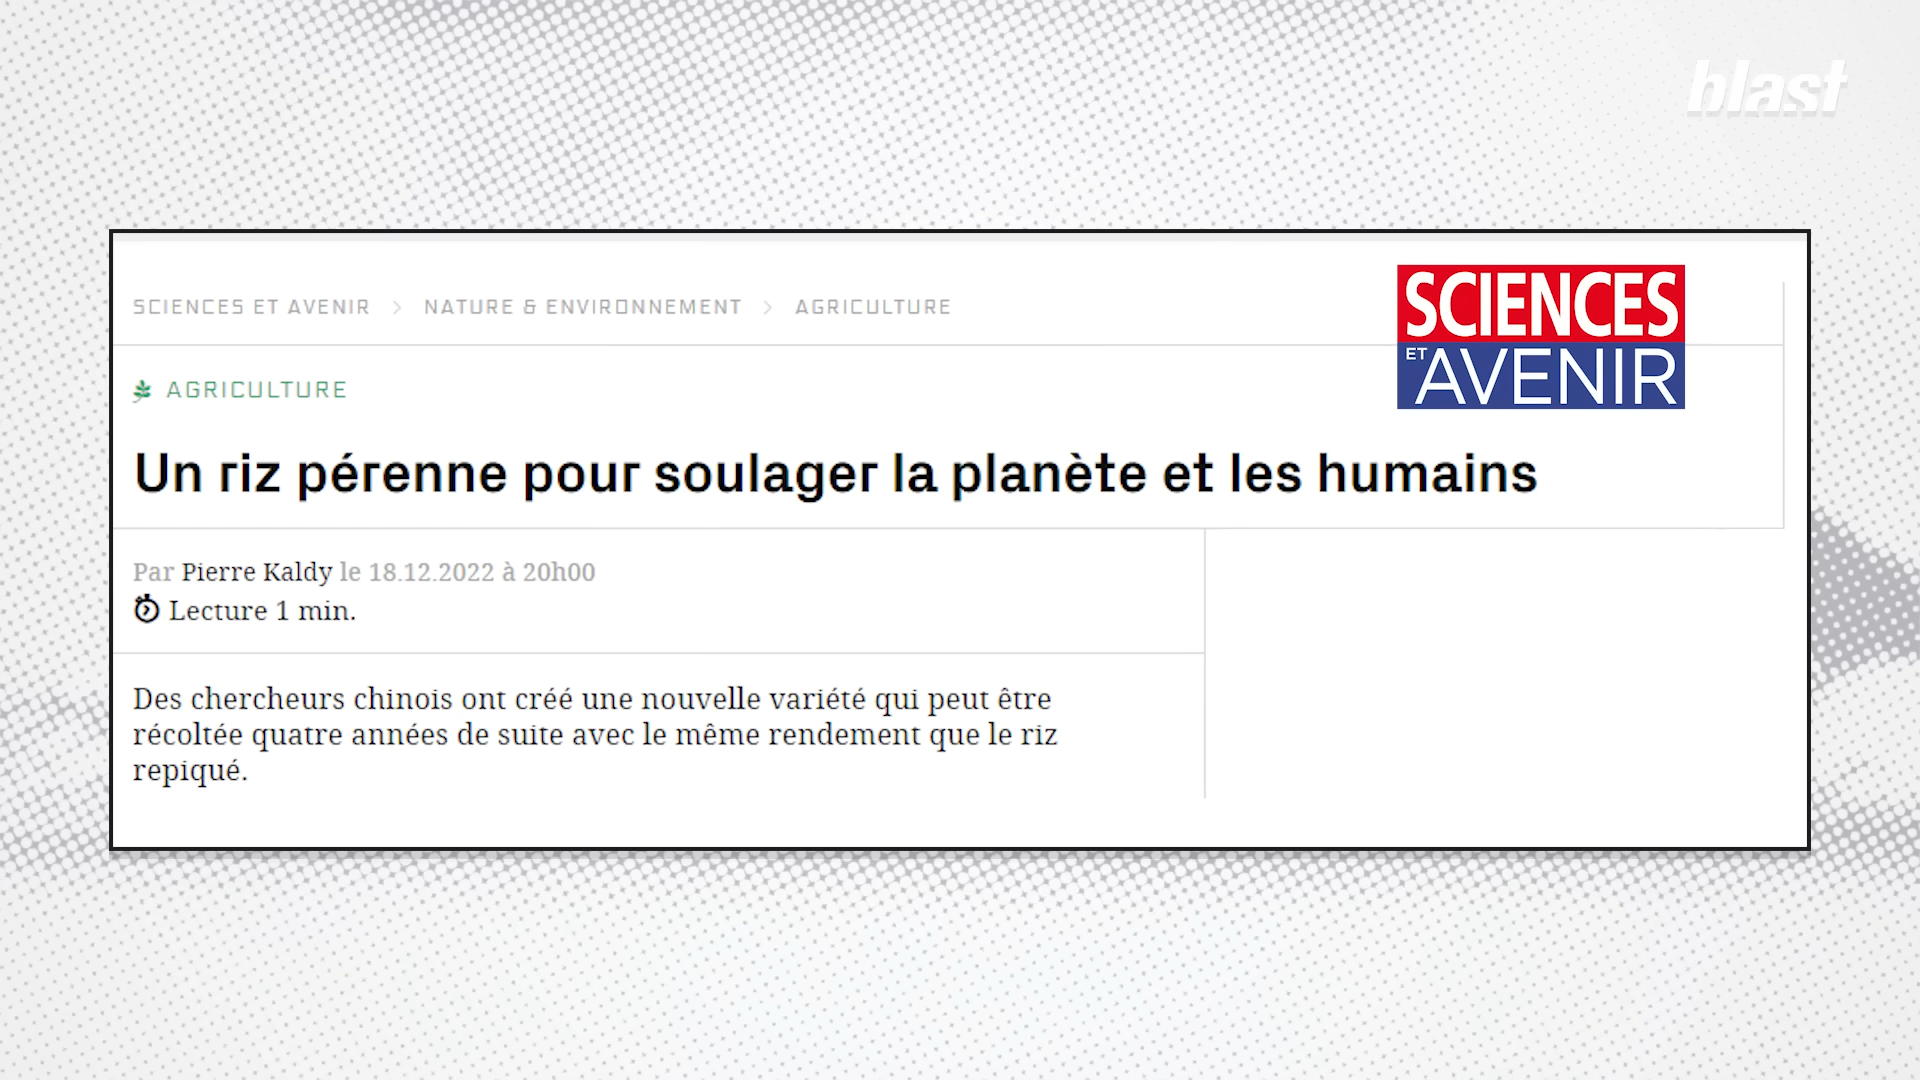 blast
SCIENCES ET AVENIR > NATURE & ENVIRONNEMENT > AGRICULTURE
SCIENCES
ET AVENIR
AGRICULTURE
Un riz pérenne pour soulager la planète et les humains
Par Pierre Kaldy le 18.12.2022 à 20h00
Lecture 1 min.
Des chercheurs chinois ont créé une nouvelle variété qui peut être
récoltée quatre années de suite avec le même rendement que le riz
repiqué.